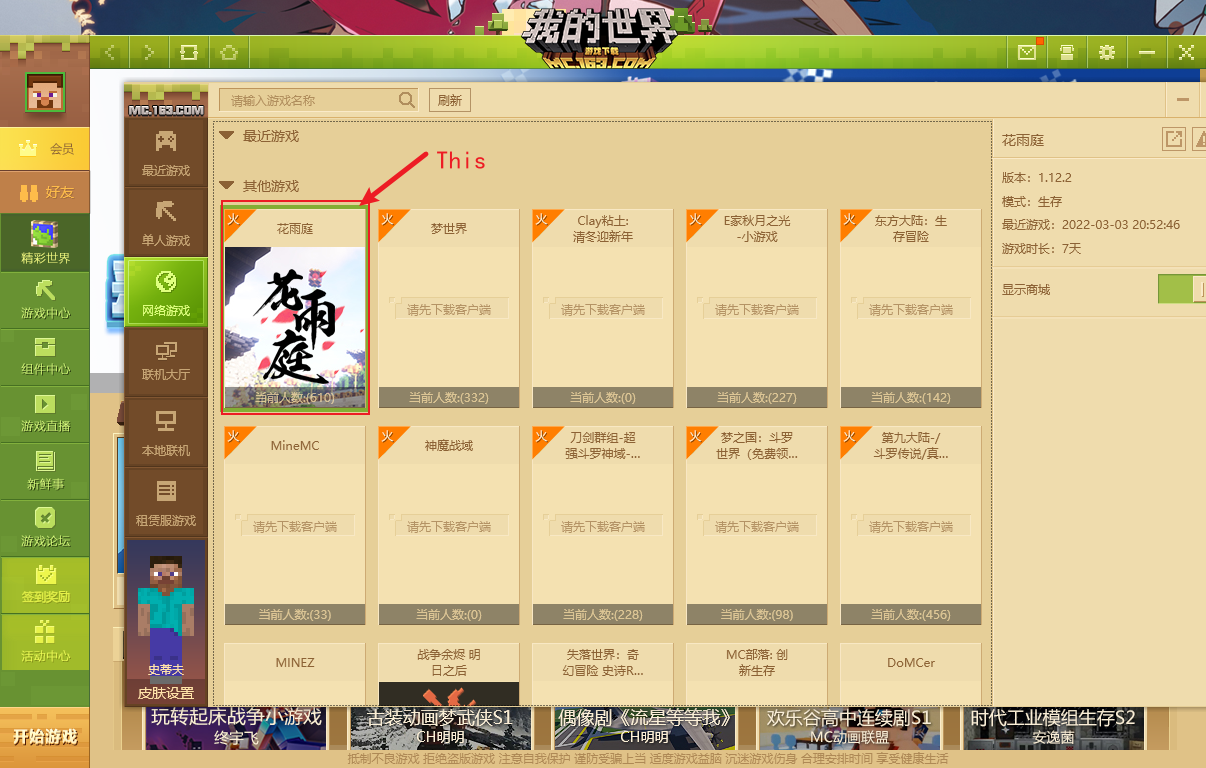 我的世界
游戏下载
MC.163.COM
会员
好友
精彩世界
游戏中心
组件中心
游戏直播
新鲜事
游戏论坛
签到奖励
活动中心
开始游戏
MC.163.COM
最近游戏
单人游戏
网络游戏
联机大厅
本地联机
租赁服游戏
史蒂夫
皮肤设置
请输入游戏名称
刷新
最近游戏
This
其他游戏
火
花雨庭
花雨庭
当前人数:(610)
火
梦世界
请先下载客户端
当前人数:(332)
火
Clay粘土:
清冬迎新年
请先下载客户端
当前人数:(0)
火
E家秋月之光
-小游戏
请先下载客户端
当前人数:(227)
火
东方大陆：生
存冒险
请先下载客户端
当前人数:(142)
火
MineMC
请先下载客户端
当前人数:(33)
火
神魔战域
请先下载客户端
当前人数:(0)
火
刀剑群组-超
强斗罗神域-...
请先下载客户端
当前人数:(228)
火
梦之国：斗罗
世界（免费领...
请先下载客户端
当前人数:(98)
火
第九大陆-/
斗罗传说/真...
请先下载客户端
当前人数:(456)
MINEZ
战争余烬 明
日之后
失落世界：奇
幻冒险 史诗R...
MC部落: 创
新生存
DoMCer
花雨庭
版本：1.12.2
模式：生存
最近游戏：2022-03-03 20:52:46
游戏时长：7天
显示商城
玩转起床战争小游戏
终宇飞
古装动画梦武侠S1
CH明明
偶像剧《流星等等我》
CH明明
欢乐谷高中连续剧S1
MC动画联盟
时代工业模组生存S2
安逸菌
抵制不良游戏 拒绝盗版游戏 注意自我保护 谨防受骗上当 适度游戏益脑 沉迷游戏伤身 合理安排时间 享受健康生活